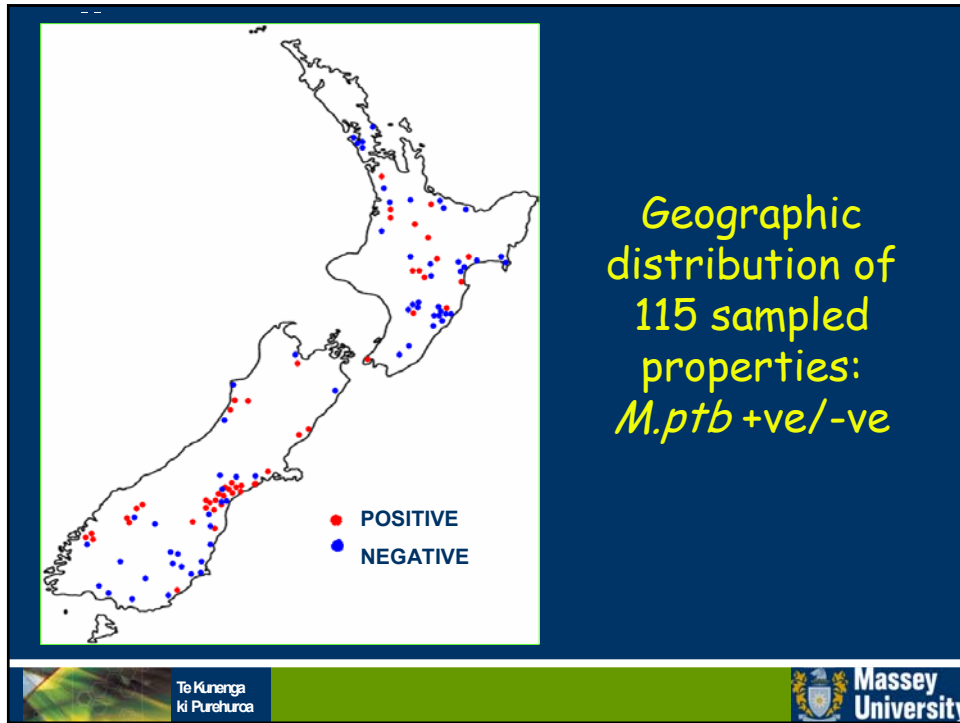 Geographic
distribution of
115 sampled
properties:
M.ptb +ve/-ve
POSITIVE
NEGATIVE
Te Kunenga
ki Purehuroa
Massey
University